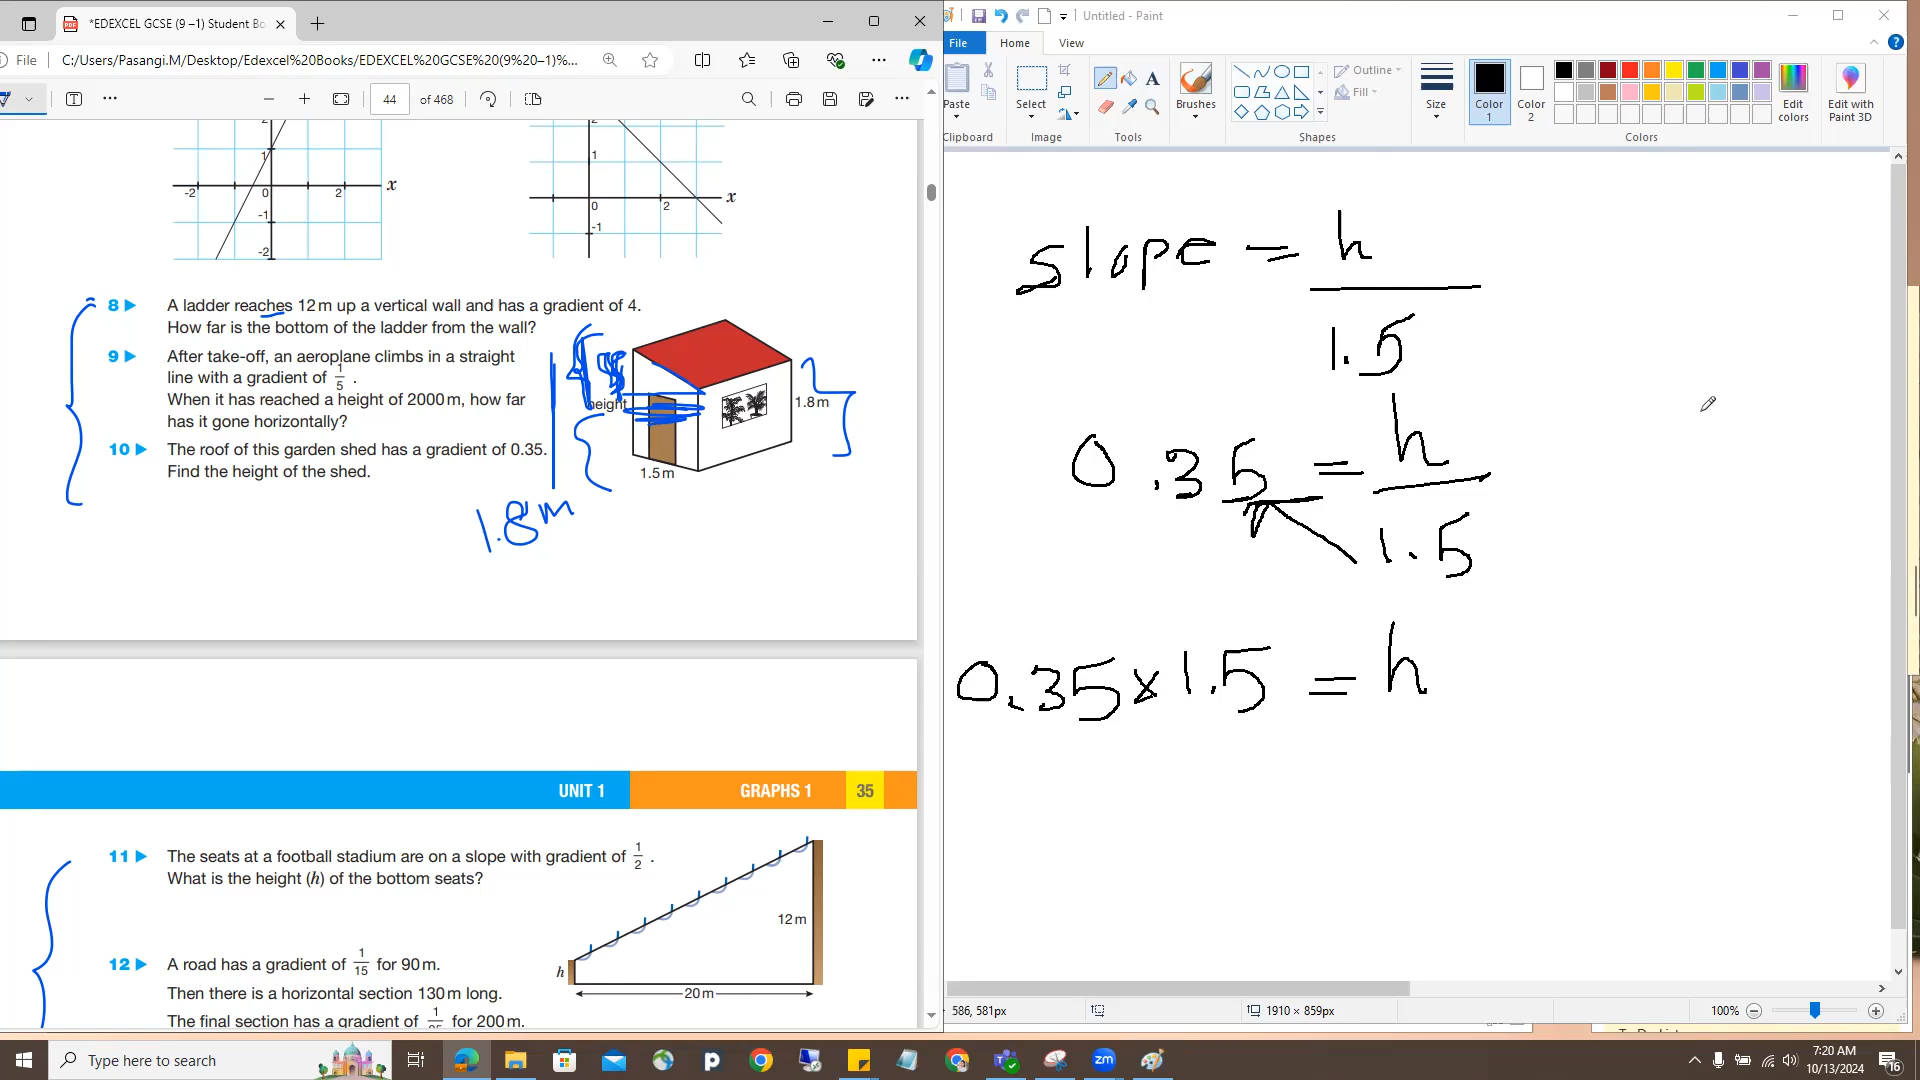 *EDEXCEL GCSE (9 –1) Student Bo
File
C:/Users/Pasangi.M/Desktop/Edexcel%20Books/EDEXCEL%20GCSE%20(9%20–1)%...
44
of 468
1
x
-2
0
2
-1
-2
1
x
0
2
-1
8 ▶ A ladder reaches 12 m up a vertical wall and has a gradient of 4.
How far is the bottom of the ladder from the wall?
9 ▶ After take-off, an aeroplane climbs in a straight
line with a gradient of 1/5.
When it has reached a height of 2000 m, how far
has it gone horizontally?
10 ▶ The roof of this garden shed has a gradient of 0.35.
Find the height of the shed.
height
1.8 m
1.5 m
1.8 m
UNIT 1
GRAPHS 1
35
11 ▶ The seats at a football stadium are on a slope with gradient of 1/2.
What is the height (h) of the bottom seats?
12 m
h
20 m
12 ▶ A road has a gradient of 1/15 for 90 m.
Then there is a horizontal section 130 m long.
The final section has a gradient of 1/25 for 200 m.
Untitled - Paint
File
Home
View
Paste
Clipboard
Select
Image
Tools
Brushes
Shapes
Outline
Fill
Size
Color
1
Color
2
Colors
Edit
colors
Edit with
Paint 3D
slope = h
1.5
0.35 = h
1.5
0.35 x 1.5 = h
586, 581px
1910 × 859px
100%
Type here to search
7:20 AM
10/13/2024
16